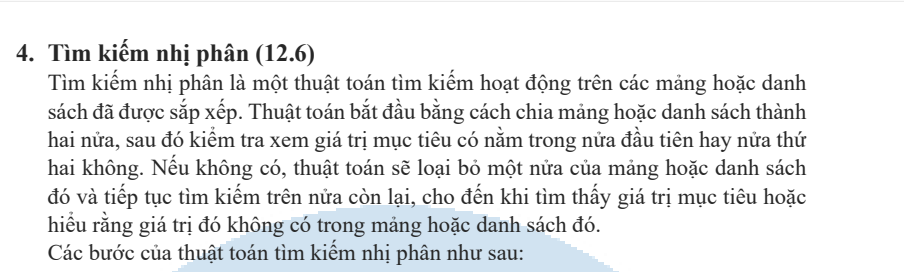 4. Tìm kiếm nhị phân (12.6)
Tìm kiếm nhị phân là một thuật toán tìm kiếm hoạt động trên các mảng hoặc danh
sách đã được sắp xếp. Thuật toán bắt đầu bằng cách chia mảng hoặc danh sách thành
hai nửa, sau đó kiểm tra xem giá trị mục tiêu có nằm trong nửa đầu tiên hay nửa thứ
hai không. Nếu không có, thuật toán sẽ loại bỏ một nửa của mảng hoặc danh sách
đó và tiếp tục tìm kiếm trên nửa còn lại, cho đến khi tìm thấy giá trị mục tiêu hoặc
hiểu rằng giá trị đó không có trong mảng hoặc danh sách đó.
Các bước của thuật toán tìm kiếm nhị phân như sau: